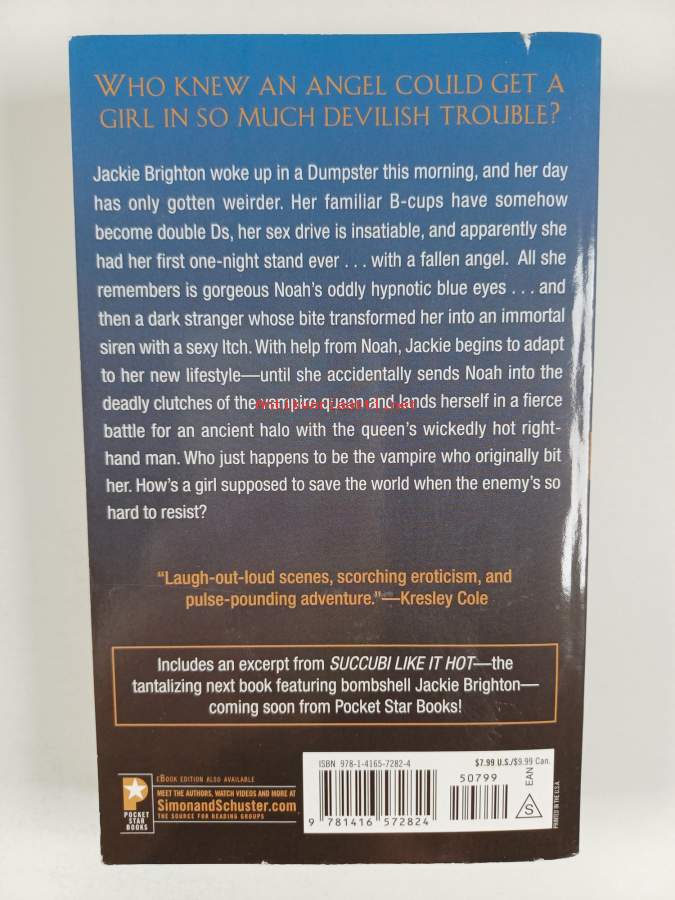 WHO KNEW AN ANGEL COULD GET A
GIRL IN SO MUCH DEVILISH TROUBLE?
Jackie Brighton woke up in a Dumpster this morning, and her day
has only gotten weirder. Her familiar B-cups have somehow
become double Ds, her sex drive is insatiable, and apparently she
had her first one-night stand ever . . . with a fallen angel. All she
remembers is gorgeous Noah's oddly hypnotic blue eyes . . . and
then a dark stranger whose bite transformed her into an immortal
siren with a sexy Itch. With help from Noah, Jackie begins to adapt
to her new lifestyle—until she accidentally sends Noah into the
deadly clutches of the vampire queen and lands herself in a fierce
battle for an ancient halo with the queen's wickedly hot right-
hand man. Who just happens to be the vampire who originally bit
her. How's a girl supposed to save the world when the enemy's so
hard to resist?
"Laugh-out-loud scenes, scorching eroticism, and
pulse-pounding adventure."—Kresley Cole
Includes an excerpt from SUCCUBI LIKE IT HOT—the
tantalizing next book featuring bombshell Jackie Brighton—
coming soon from Pocket Star Books!
POCKET
STAR
BOOKS
eBOOK EDITION ALSO AVAILABLE
MEET THE AUTHORS, WATCH VIDEOS AND MORE AT
SimonandSchuster.com
THE SOURCE FOR READING GROUPS
ISBN 978-1-4165-7282-4
9 781416 572824
$7.99 U.S./$9.99 Can.
50799
EAN
S
PRINTED IN THE U.S.A.